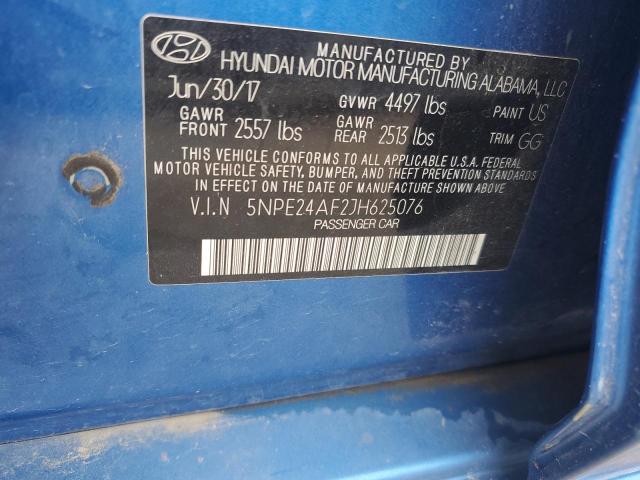 MANUFACTURED BY
HYUNDAI MOTOR MANUFACTURING ALABAMA, LLC
Jun/30/17 GVWR 4497 lbs PAINT US
GAWR FRONT 2557 lbs GAWR REAR 2513 lbs TRIM GG
THIS VEHICLE CONFORMS TO ALL APPLICABLE U.S.A. FEDERAL
MOTOR VEHICLE SAFETY, BUMPER, AND THEFT PREVENTION
STANDARDS IN EFFECT ON THE DATE OF MANUFACTURE SHOWN ABOVE
V.I.N 5NPE24AF2JH625076
PASSENGER CAR